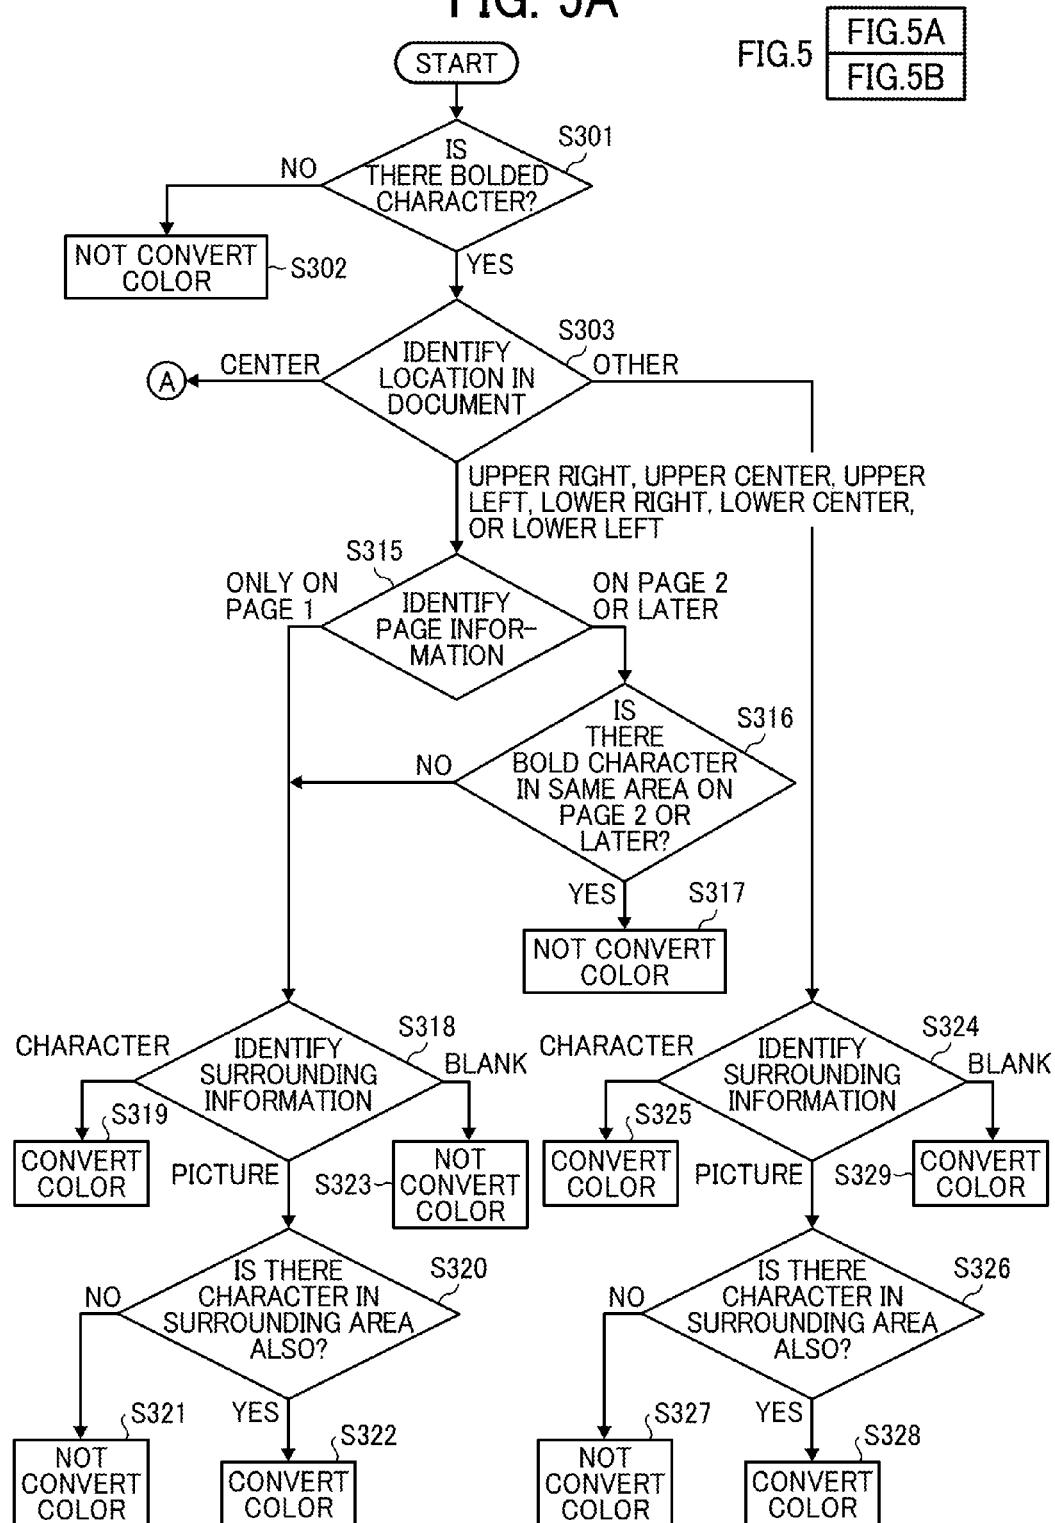 FIG. 5A
FIG.5
FIG.5A
FIG.5B
START
S301
IS
THERE BOLDED
CHARACTER?
NO
YES
NOT CONVERT
COLOR
S302
S303
IDENTIFY
LOCATION IN
DOCUMENT
CENTER
A
OTHER
UPPER RIGHT, UPPER CENTER, UPPER
LEFT, LOWER RIGHT, LOWER CENTER,
OR LOWER LEFT
S315
ONLY ON
PAGE 1
IDENTIFY
PAGE INFOR-
MATION
ON PAGE 2
OR LATER
S316
IS
THERE
BOLD CHARACTER
IN SAME AREA ON
PAGE 2 OR
LATER?
NO
YES
S317
NOT CONVERT
COLOR
S318
CHARACTER
IDENTIFY
SURROUNDING
INFORMATION
BLANK
S319
CONVERT
COLOR
PICTURE
S323
NOT
CONVERT
COLOR
S324
CHARACTER
IDENTIFY
SURROUNDING
INFORMATION
BLANK
S325
CONVERT
COLOR
PICTURE
S329
CONVERT
COLOR
S320
IS THERE
CHARACTER IN
SURROUNDING AREA
ALSO?
NO
YES
S321
NOT
CONVERT
COLOR
S322
CONVERT
COLOR
S326
IS THERE
CHARACTER IN
SURROUNDING AREA
ALSO?
NO
YES
S327
NOT
CONVERT
COLOR
S328
CONVERT
COLOR